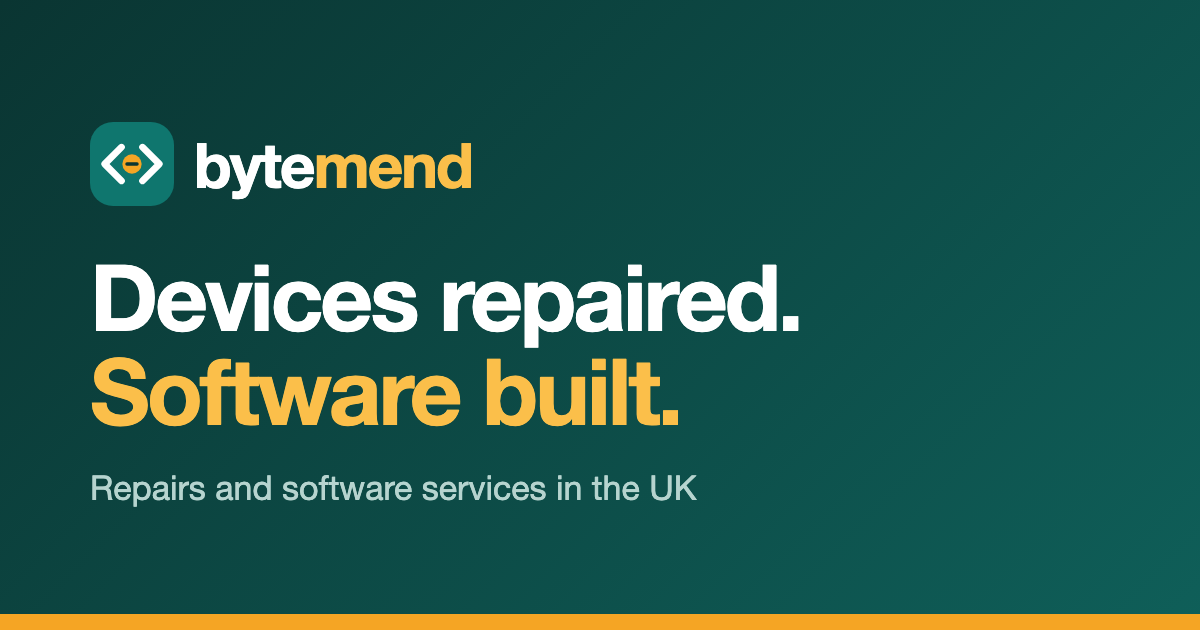 bytemend
Devices repaired.
Software built.
Repairs and software services in the UK